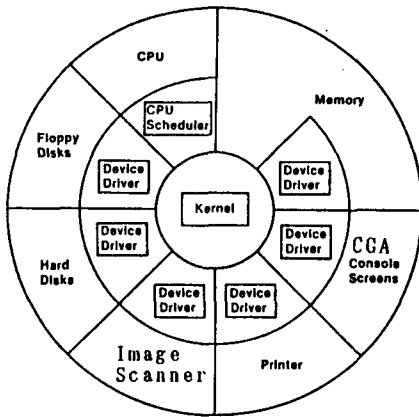 CPU
Memory
CPU
Scheduler
Floppy
Disks
Device
Driver
Device
Driver
Kernel
Device
Driver
Device
Driver
CGA
Console
Screens
Hard
Disks
Device
Driver
Device
Driver
Image
Scanner
Printer